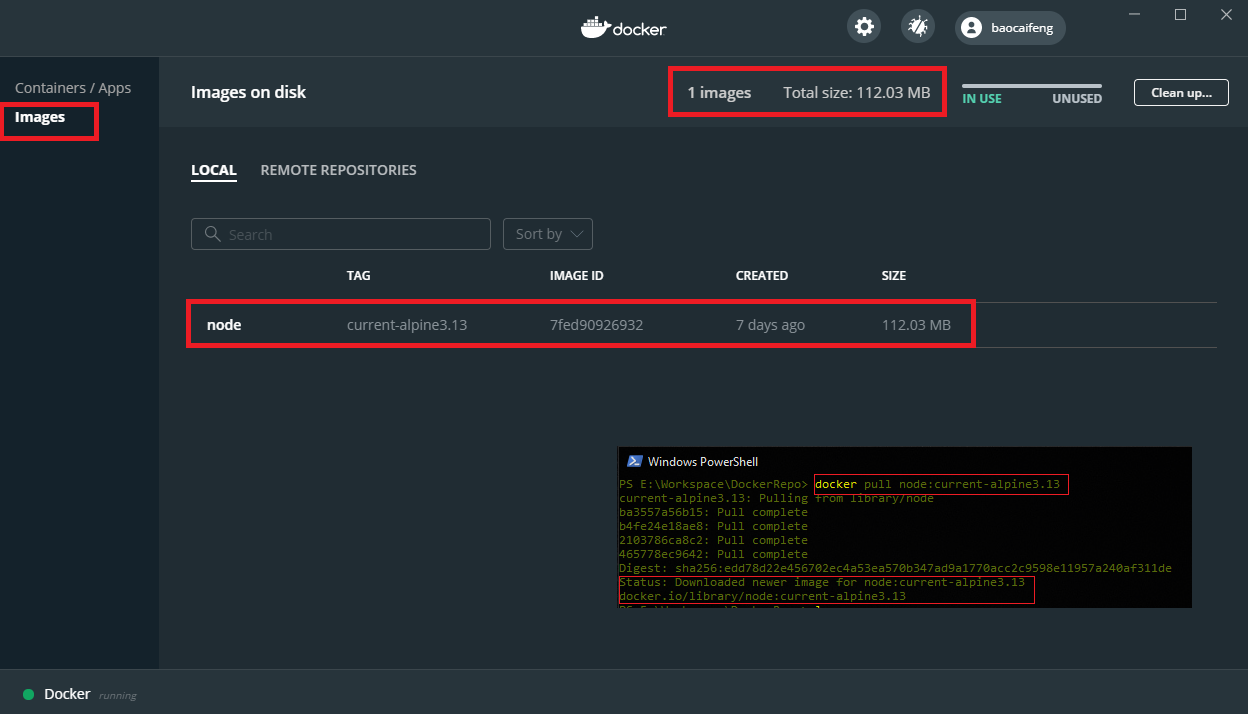 docker
baocaifeng
Containers / Apps
Images
Images on disk
1 images Total size: 112.03 MB
IN USE UNUSED
Clean up...
LOCAL REMOTE REPOSITORIES
Search
Sort by
TAG IMAGE ID CREATED SIZE
node current-alpine3.13 7fed90926932 7 days ago 112.03 MB
Windows PowerShell
PS E:\Workspace\DockerRepo> docker pull node:current-alpine3.13
current-alpine3.13: Pulling from library/node
ba3557a56b15: Pull complete
b4fe24e18ae8: Pull complete
2103786ca8c2: Pull complete
465778ec9642: Pull complete
Digest: sha256:edd78d22e456702ec4a53ea570b347ad9a1770acc2c9598e11957a240af311de
Status: Downloaded newer image for node:current-alpine3.13
docker.io/library/node:current-alpine3.13
Docker running